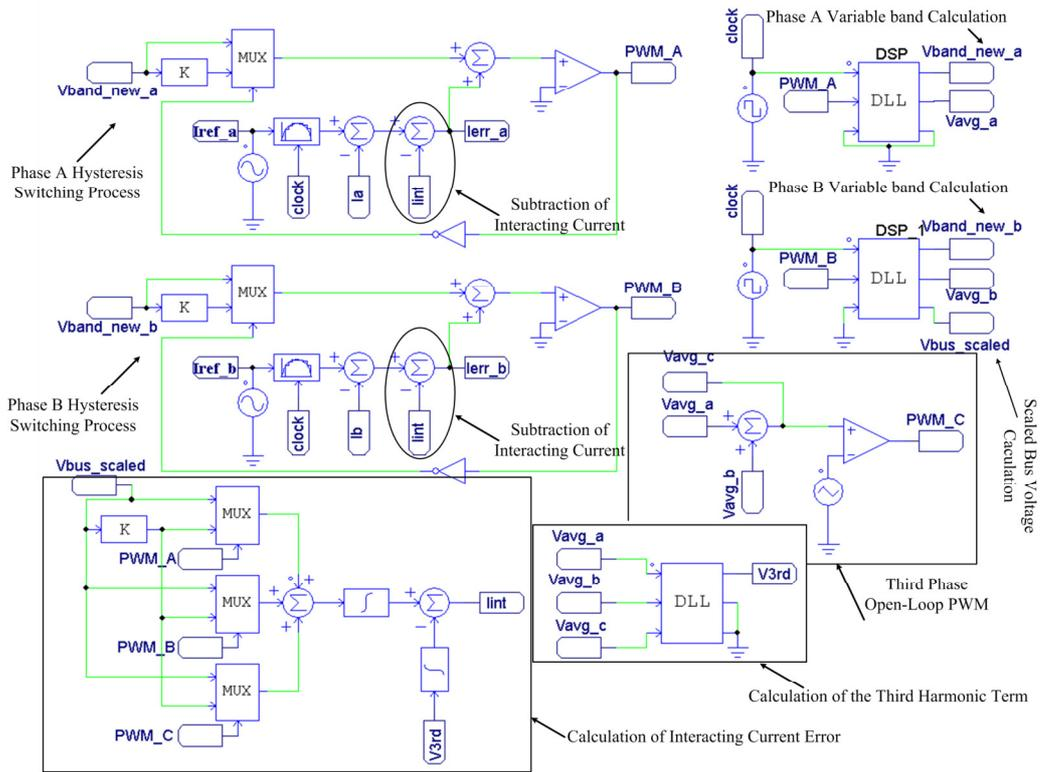 Vband_new_a
K
MUX
PWM_A
Iref_a
clock
Ia
Iint
Ierr_a
Phase A Hysteresis
Switching Process
Subtraction of
Interacting Current
Phase A Variable band Calculation
clock
DSP
DLL
PWM_A
Vband_new_a
Vavg_a
Phase B Variable band Calculation
clock
DSP_1
DLL
PWM_B
Vband_new_b
Vavg_b
Vbus_scaled
Scaled Bus Voltage
Caculation
Vband_new_b
K
MUX
PWM_B
Iref_b
clock
Ib
Iint
Ierr_b
Phase B Hysteresis
Switching Process
Subtraction of
Interacting Current
Vavg_c
Vavg_a
Vavg_b
PWM_C
Third Phase
Open-Loop PWM
Vbus_scaled
K
MUX
PWM_A
MUX
PWM_B
MUX
PWM_C
Iint
V3rd
Calculation of Interacting Current Error
Vavg_a
Vavg_b
Vavg_c
DLL
V3rd
Calculation of the Third Harmonic Term